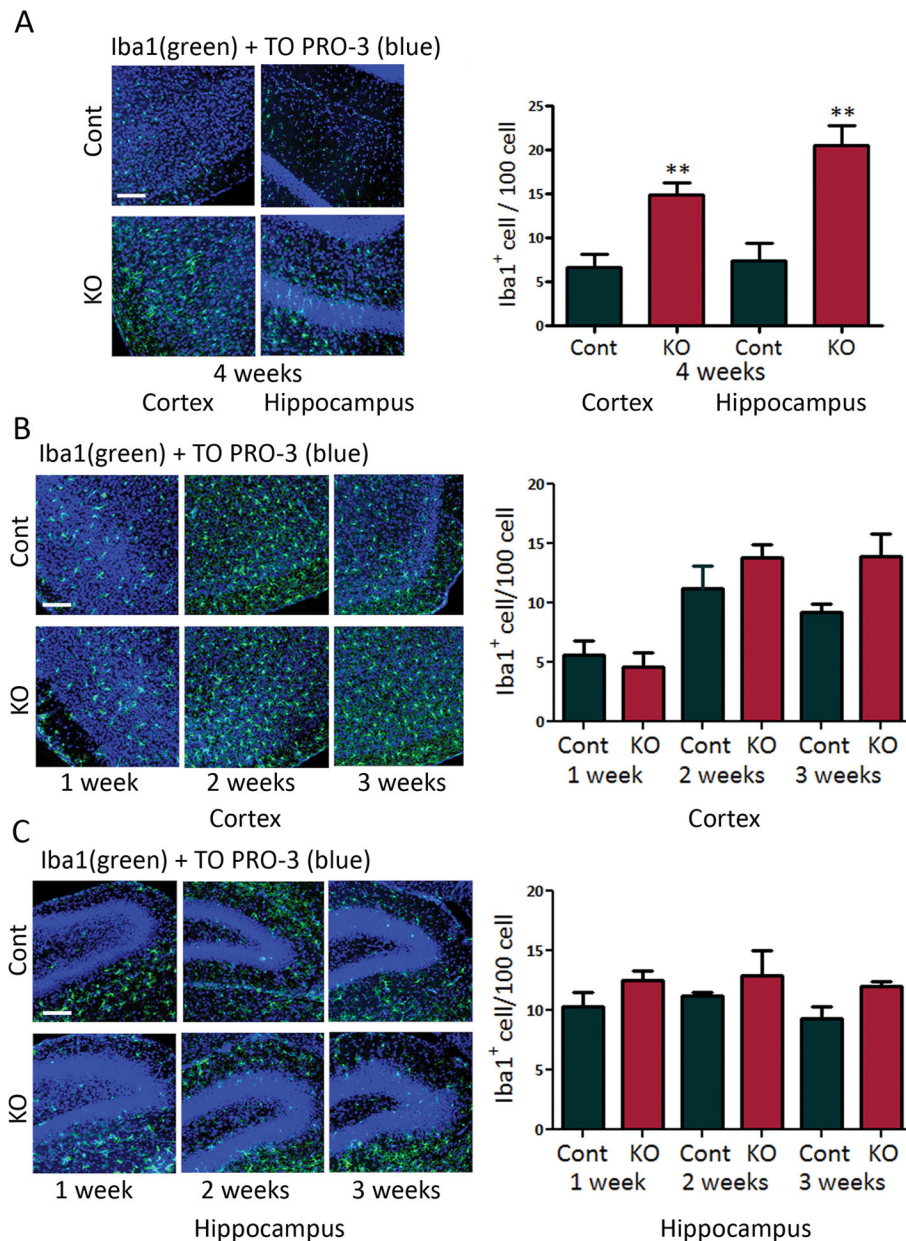 A
Iba1(green) + TO PRO-3 (blue)
Cont
KO
4 weeks
Cortex Hippocampus
Iba1+ cell / 100 cell
25
20
15
10
5
0
** **
Cont KO Cont KO
4 weeks
Cortex Hippocampus
B
Iba1(green) + TO PRO-3 (blue)
Cont
KO
1 week 2 weeks 3 weeks
Cortex
Iba1+ cell/100 cell
20
15
10
5
0
Cont KO Cont KO Cont KO
1 week 2 weeks 3 weeks
Cortex
C
Iba1(green) + TO PRO-3 (blue)
Cont
KO
1 week 2 weeks 3 weeks
Hippocampus
Iba1+ cell/100 cell
20
15
10
5
0
Cont KO Cont KO Cont KO
1 week 2 weeks 3 weeks
Hippocampus